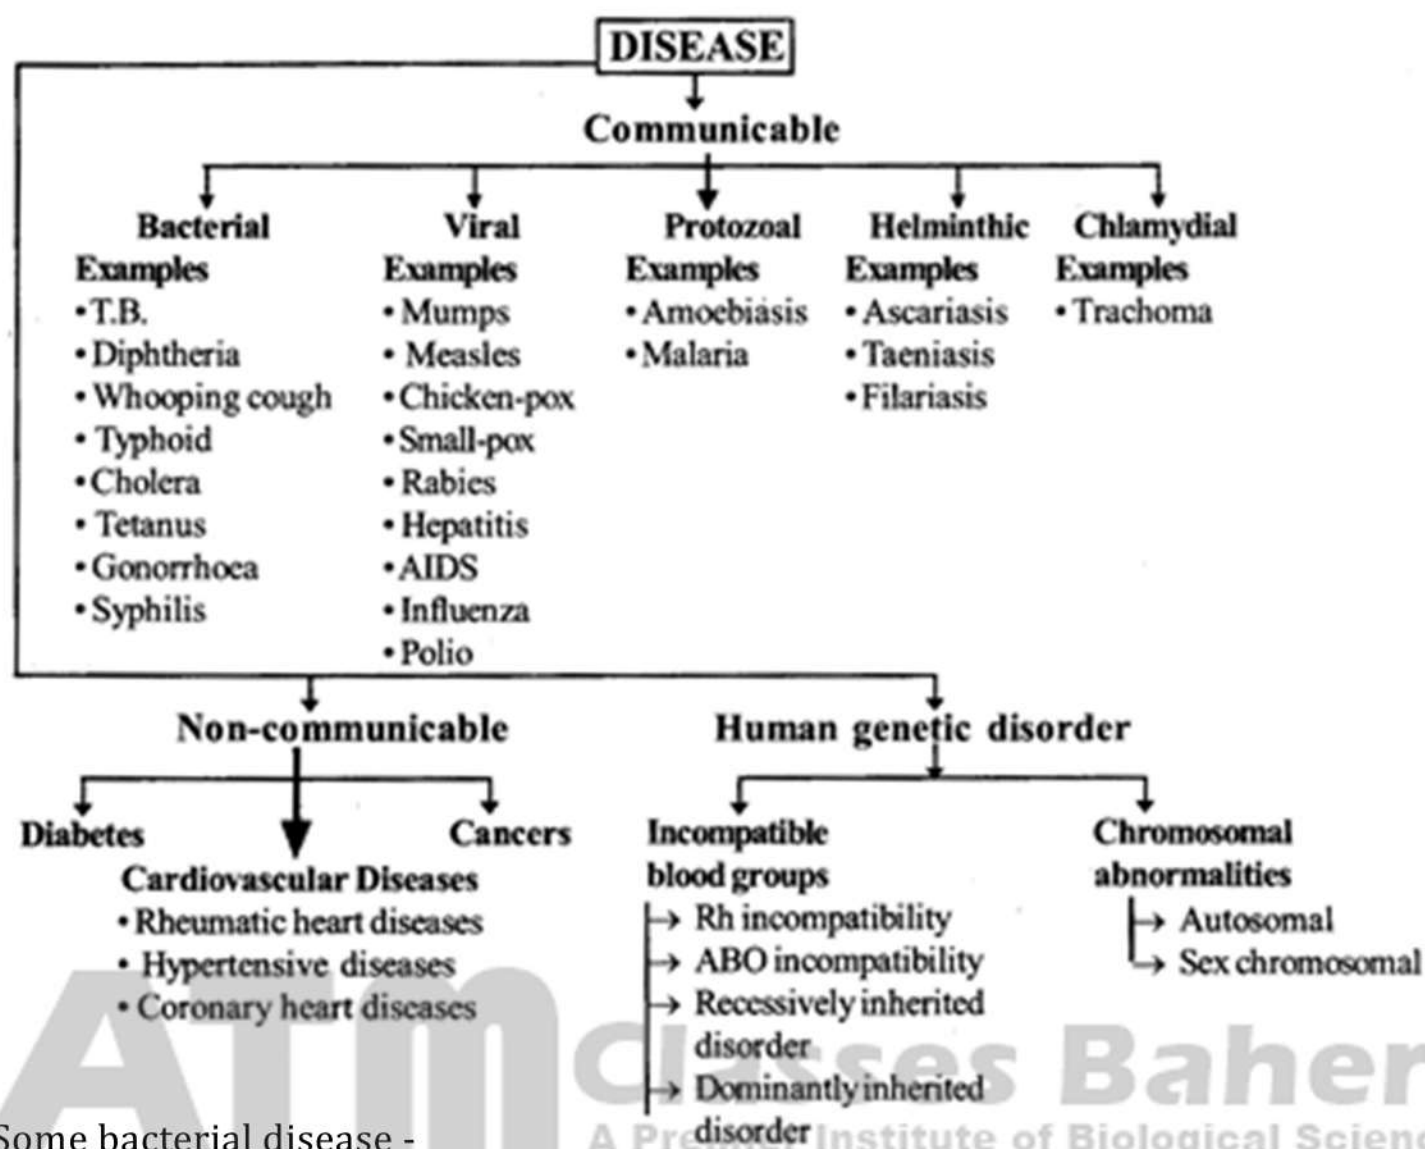 DISEASE
Communicable
Bacterial
Examples
• T.B.
• Diphtheria
• Whooping cough
• Typhoid
• Cholera
• Tetanus
• Gonorrhoea
• Syphilis
Viral
Examples
• Mumps
• Measles
• Chicken-pox
• Small-pox
• Rabies
• Hepatitis
• AIDS
• Influenza
• Polio
Protozoal
Examples
• Amoebiasis
• Malaria
Helminthic
Examples
• Ascariasis
• Taeniasis
• Filariasis
Chlamydial
Examples
• Trachoma
Non-communicable
Diabetes
Cardiovascular Diseases
• Rheumatic heart diseases
• Hypertensive diseases
• Coronary heart diseases
Cancers
Human genetic disorder
Incompatible
blood groups
→ Rh incompatibility
→ ABO incompatibility
→ Recessively inherited
disorder
→ Dominantly inherited
disorder
Chromosomal
abnormalities
→ Autosomal
→ Sex chromosomal
ATM Classes Baher
A Institute of Biological
Some bacterial disease -